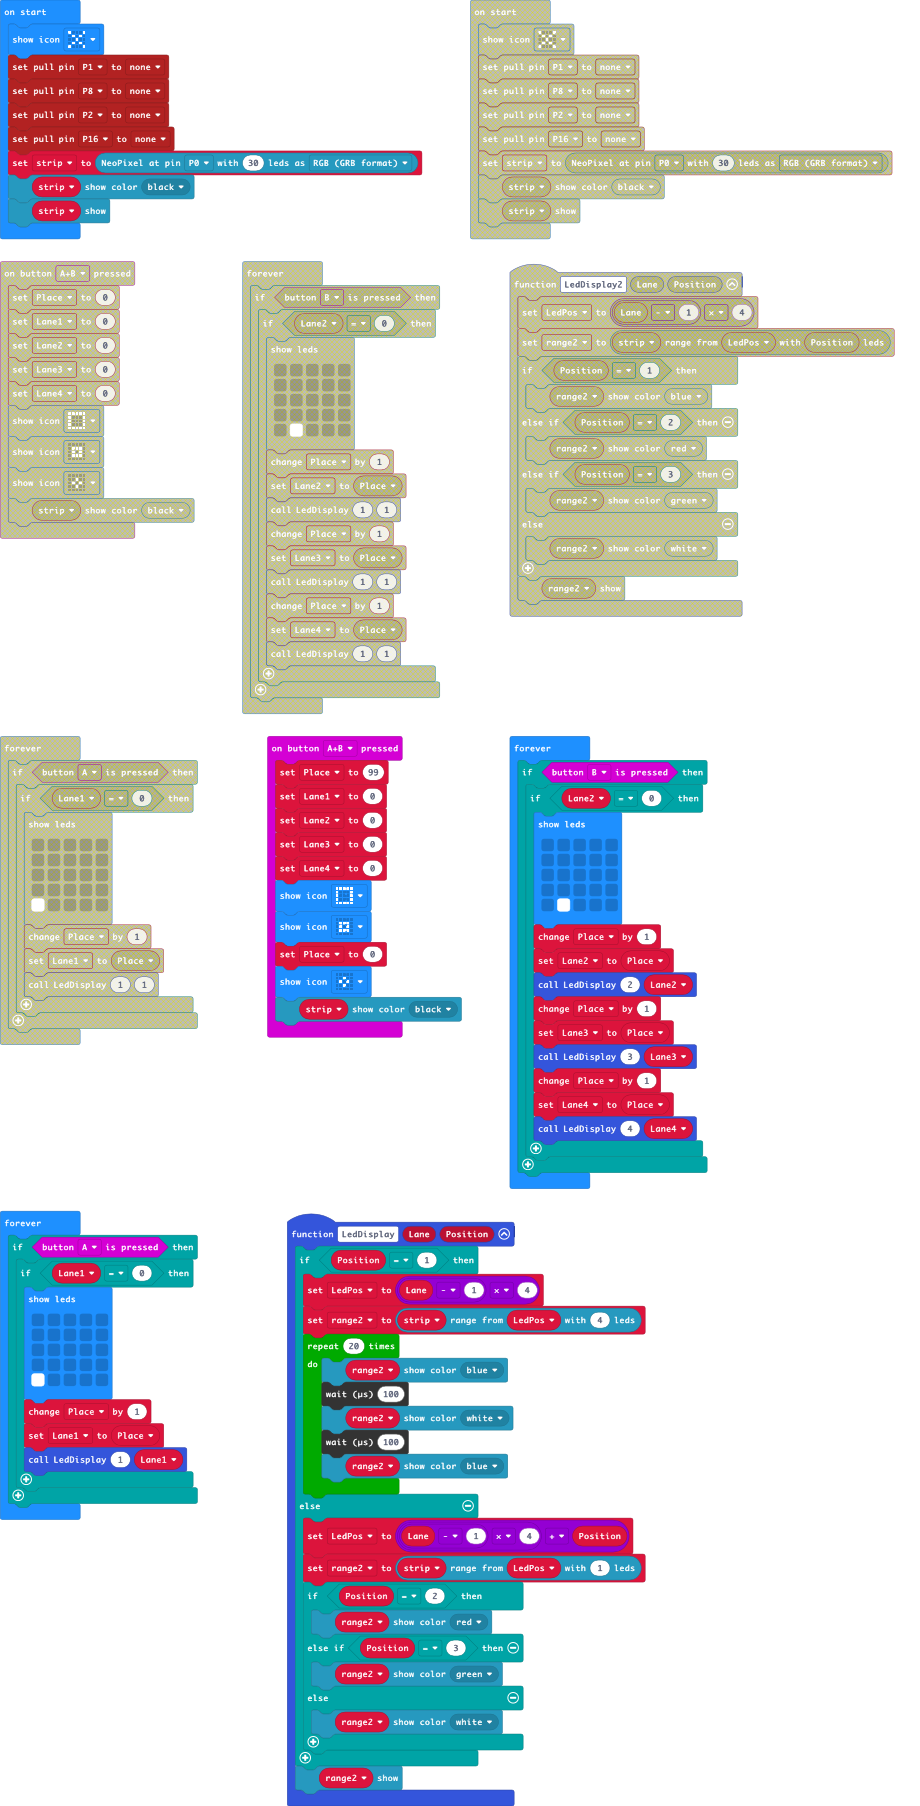 on start
show icon
set pull pin P1 to none
set pull pin P8 to none
set pull pin P2 to none
set pull pin P16 to none
set strip to NeoPixel at pin P0 with 30 leds as RGB (GRB format)
strip show color black
strip show
on start
show icon
set pull pin P1 to none
set pull pin P8 to none
set pull pin P2 to none
set pull pin P16 to none
set strip to NeoPixel at pin P0 with 30 leds as RGB (GRB format)
strip show color black
strip show
on button A+B pressed
set Place to 0
set Lane1 to 0
set Lane2 to 0
set Lane3 to 0
set Lane4 to 0
show icon
show icon
show icon
strip show color black
forever
if button B is pressed then
if Lane2 = 0 then
show leds
change Place by 1
set Lane2 to Place
call LedDisplay 1 1
change Place by 1
set Lane3 to Place
call LedDisplay 1 1
change Place by 1
set Lane4 to Place
call LedDisplay 1 1
function LedDisplay2 Lane Position
set LedPos to Lane - 1 × 4
set range2 to strip range from LedPos with Position leds
if Position = 1 then
range2 show color blue
else if Position = 2 then
range2 show color red
else if Position = 3 then
range2 show color green
else
range2 show color white
range2 show
forever
if button A is pressed then
if Lane1 = 0 then
show leds
change Place by 1
set Lane1 to Place
call LedDisplay 1 1
on button A+B pressed
set Place to 99
set Lane1 to 0
set Lane2 to 0
set Lane3 to 0
set Lane4 to 0
show icon
show icon
set Place to 0
show icon
strip show color black
forever
if button B is pressed then
if Lane2 = 0 then
show leds
change Place by 1
set Lane2 to Place
call LedDisplay 2 Lane2
change Place by 1
set Lane3 to Place
call LedDisplay 3 Lane3
change Place by 1
set Lane4 to Place
call LedDisplay 4 Lane4
forever
if button A is pressed then
if Lane1 = 0 then
show leds
change Place by 1
set Lane1 to Place
call LedDisplay 1 Lane1
function LedDisplay Lane Position
if Position = 1 then
set LedPos to Lane - 1 × 4
set range2 to strip range from LedPos with 4 leds
repeat 20 times
do
range2 show color blue
wait (µs) 100
range2 show color white
wait (µs) 100
range2 show color blue
else
set LedPos to Lane - 1 × 4 + Position
set range2 to strip range from LedPos with 1 leds
if Position = 2 then
range2 show color red
else if Position = 3 then
range2 show color green
else
range2 show color white
range2 show